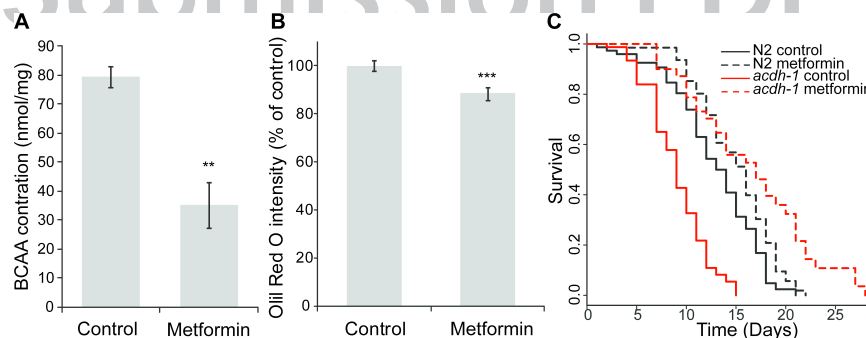 A
BCAA contration (nmol/mg)
90
80
70
60
50
40
30
20
10
0
**
Control
Metformin
B
Olil Red O intensity (% of control)
100
80
60
40
20
0
***
Control
Metformin
C
Survival
1.0
0.8
0.6
0.4
0.2
0.0
N2 control
N2 metformin
acdh-1 control
acdh-1 metformin
0
5
10
15
20
25
Time (Days)